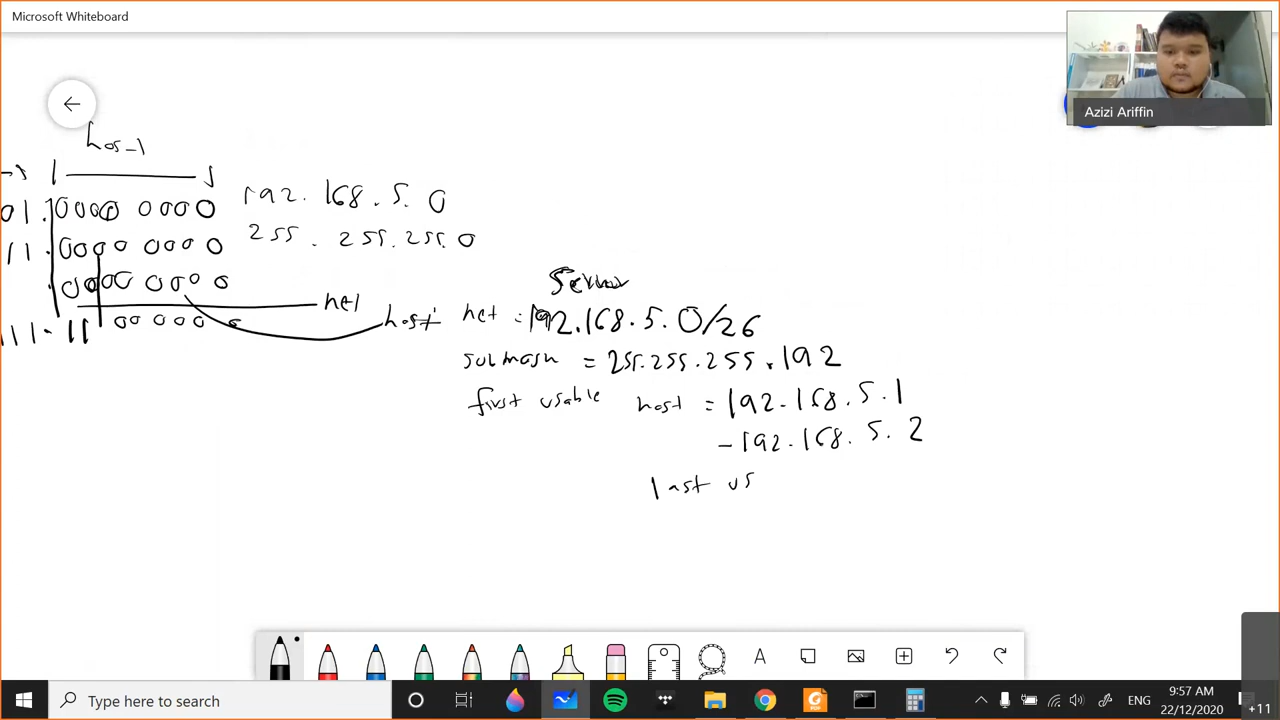 Microsoft Whiteboard
Azizi Ariffin
host
01.0000 0000
192.168.5.0
11.0000 0000
255.255.255.0
.0000 0000
net
111.11 00000 0
host
Server
net = 192.168.5.0/26
submask = 255.255.255.192
first usable host = 192.168.5.1
-192.168.5.2
last us
Type here to search
ENG
9:57 AM
22/12/2020
+11